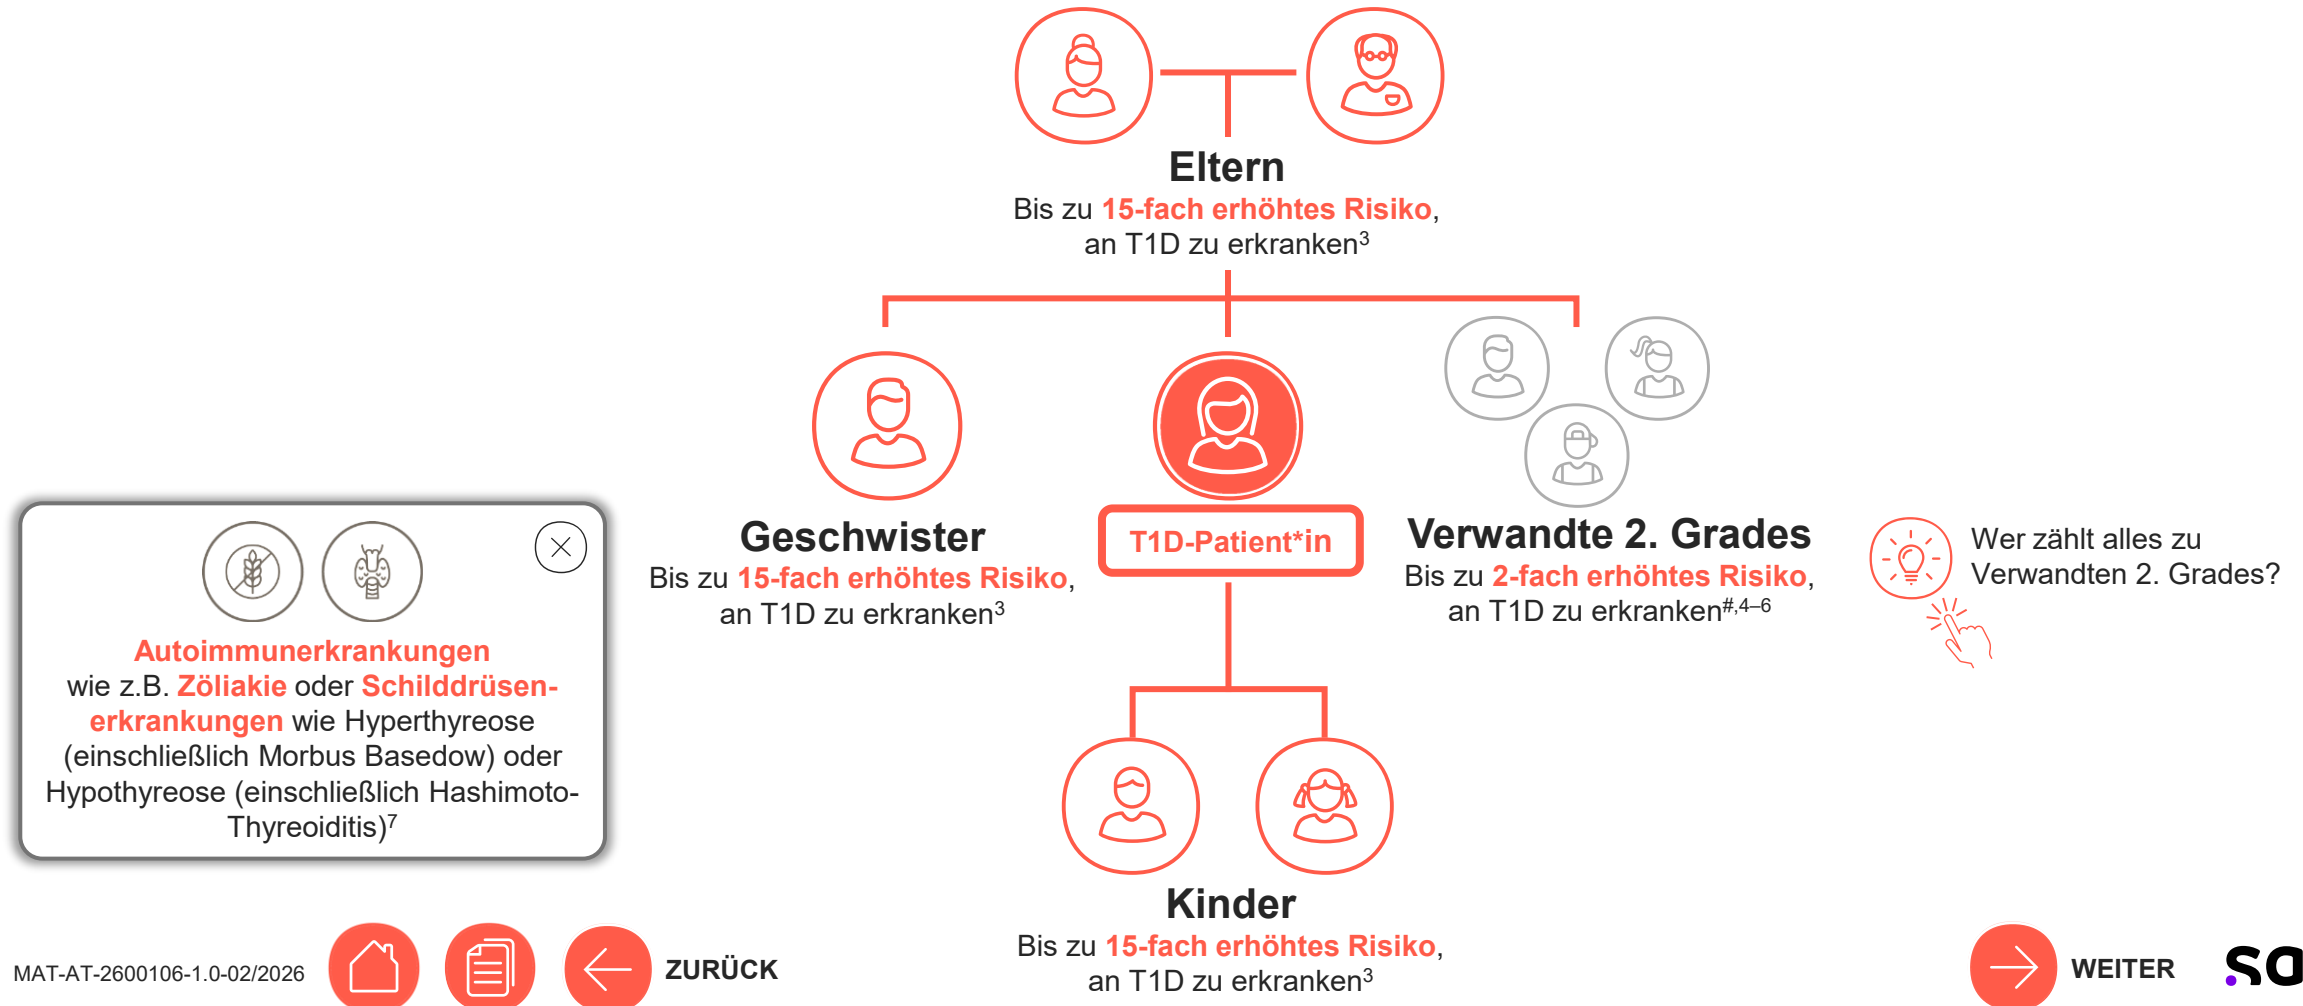 Eltern
Bis zu 15-fach erhöhtes Risiko,
an T1D zu erkranken³
Geschwister
Bis zu 15-fach erhöhtes Risiko,
an T1D zu erkranken³
T1D-Patient*in
Verwandte 2. Grades
Bis zu 2-fach erhöhtes Risiko,
an T1D zu erkranken#,4–6
Wer zählt alles zu
Verwandten 2. Grades?
Autoimmunerkrankungen
wie z.B. Zöliakie oder Schilddrüsen-
erkrankungen wie Hyperthyreose
(einschließlich Morbus Basedow) oder
Hypothyreose (einschließlich Hashimoto-
Thyreoiditis)⁷
Kinder
Bis zu 15-fach erhöhtes Risiko,
an T1D zu erkranken³
MAT-AT-2600106-1.0-02/2026
ZURÜCK
WEITER